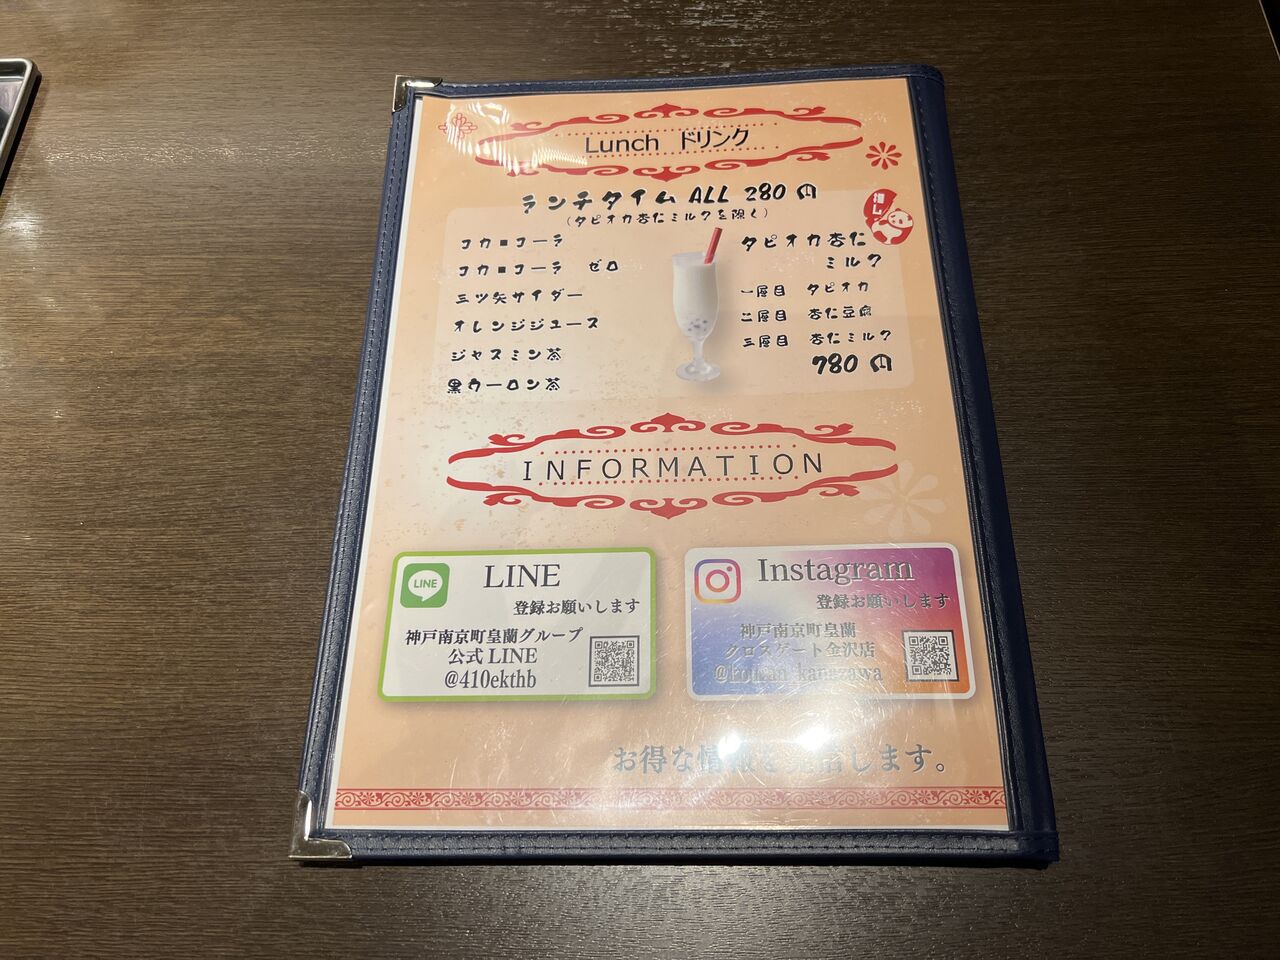 Lunch ドリンク
ランチタイム ALL 280 円
(タピオカ杏仁ミルクを除く)
コカ■コーラ
コカ■コーラ ゼロ
三ツ矢サイダー
オレンジジュース
ジャスミン茶
黒ウーロン茶
推し
タピオカ杏仁
ミルク
一層目 タピオカ
二層目 杏仁豆腐
三層目 杏仁ミルク
780 円
INFORMATION
LINE
LINE
登録お願いします
神戸南京町皇蘭グループ
公式 LINE
@410ekthb
Instagram
登録お願いします
神戸南京町皇蘭
クロスゲート金沢店
@kouran_kanazawa
お得な情報を発信します。